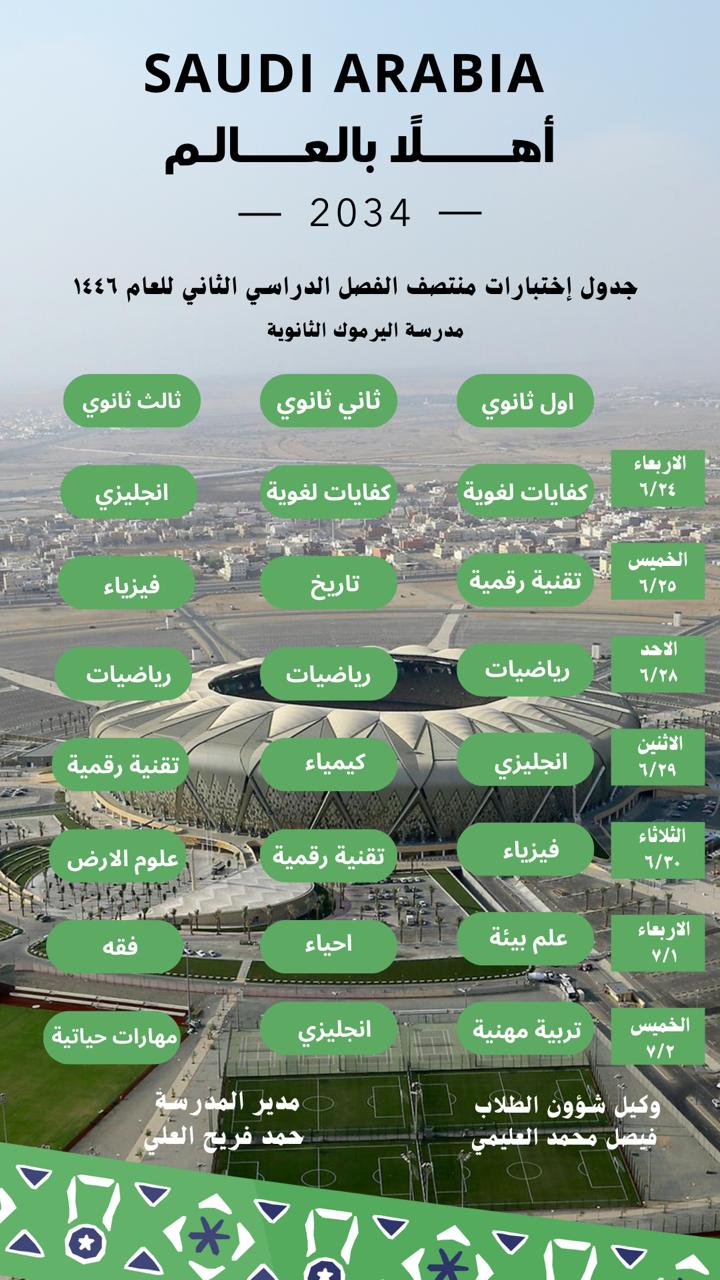 SAUDI ARABIA
أهــــلًا بالعــــالـم
— 2034 —
جدول إختبارات منتصف الفصل الدراسي الثاني للعام ١٤٤٦
مدرسة اليرموك الثانوية
اول ثانوي ثاني ثانوي ثالث ثانوي
الاربعاء
٦/٢٤ كفايات لغوية كفايات لغوية انجليزي
الخميس
٦/٢٥ تقنية رقمية تاريخ فيزياء
الاحد
٦/٢٨ رياضيات رياضيات رياضيات
الاثنين
٦/٢٩ انجليزي كيمياء تقنية رقمية
الثلاثاء
٦/٣٠ فيزياء تقنية رقمية علوم الارض
الاربعاء
٧/١ علم بيئة احياء فقه
الخميس
٧/٢ تربية مهنية انجليزي مهارات حياتية
وكيل شؤون الطلاب
فيصل محمد العليمي
مدير المدرسة
حمد فريح العلي